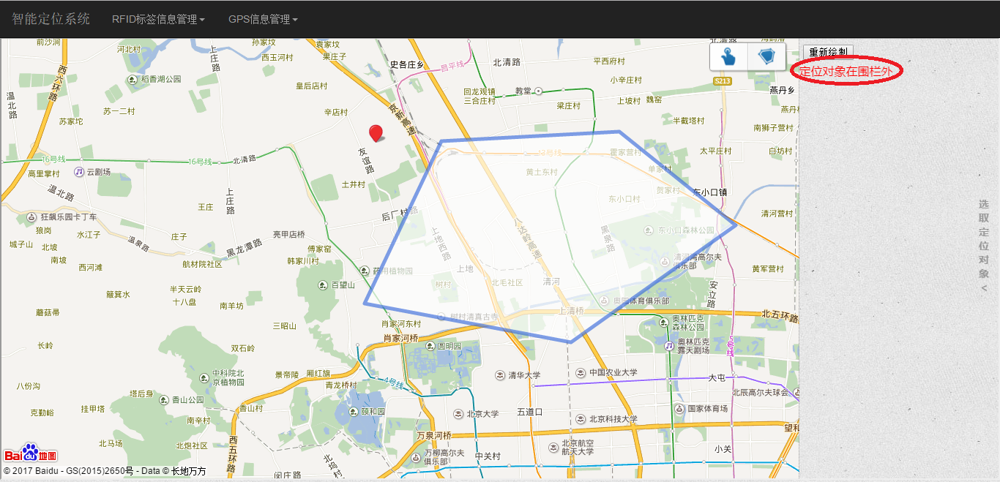 智能定位系统 RFID标签信息管理 GPS信息管理
重新绘制
定位对象在围栏外
选取定位对象<
前沙涧
河北村
上庄路
孙家坟
西玉河村
袁家坟
果庄子
史各庄乡
昌平线
北清路
平西府村
小辛庄村
S213
燕丹乡
燕丹村
西六环路
温北路
稻香湖公园
皇后店村
回龙观镇
三合庄村
教堂
梁庄村
上坡村
魏窑
苏一二村
苏家坨
辛店村
京新高速
半截塔村
南狮子营村
16号线
16号线
北清路
友谊路
13号线
霍家营村
太平庄村
白坊村
高里掌村
云剧场
黄土东村
单家村
温北路
上庄路
土井村
东小口村
贺家村
东小口镇
狂飙乐园卡丁车
王庄
后厂村路
清河营村
狼岗
水江子
庄子
亮甲店桥
上地西路
八达岭高速
黑泉路
东小口森林公园
城子山
北坡
温泉路
黑龙潭路
傅家窑
南坡
西河滩
航材院社区
韩家川村
药用植物园
上地
清河湾高尔夫
俱乐部
黄军营村
簸箕水
半天云岭
十八盘
百望山
树村
北毛社区
清河
安立路
蘑菇帚
南羊坊
树村清真古寺
上清桥
奥园体育俱乐部
北五环路
三昭山
肖家河东村
肖家河桥
奥林匹克
森林公园
长岭
双石岭
圆明园
奥林匹克
露天剧场
5号线
八份沟
中科院北
京植物园
景帝陵
厢红旗
青龙桥村
4号线
清华大学
中国农业大学
大屯
塔后身
香山公园
香山村
北辰高尔夫球会
克勤峪
挂甲塔
南辛村
颐和园
北京大学
五道口
北京科技大学
国家体育场
北马场
北炮社区
西五环路
万泉河桥
北京航空
航天大学
小关
万柳高尔夫
俱乐部
中关村
北坞村
闵庄路
Baidu地图
© 2017 Baidu - GS(2015)2650号 - Data © 长地万方